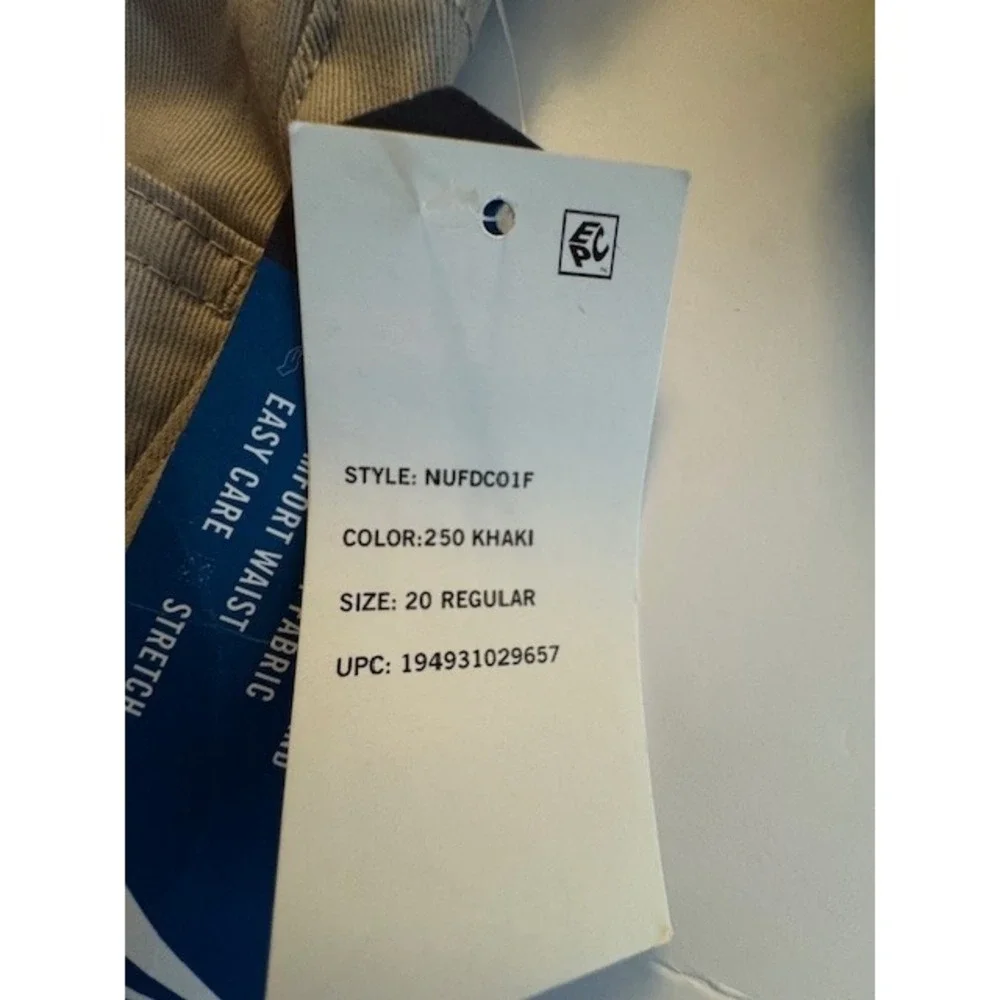 EPC
STYLE: NUFDC01F
COLOR:250 KHAKI
SIZE: 20 REGULAR
UPC: 194931029657
EASY CARE
WAIST
FABRIC
STRETCH